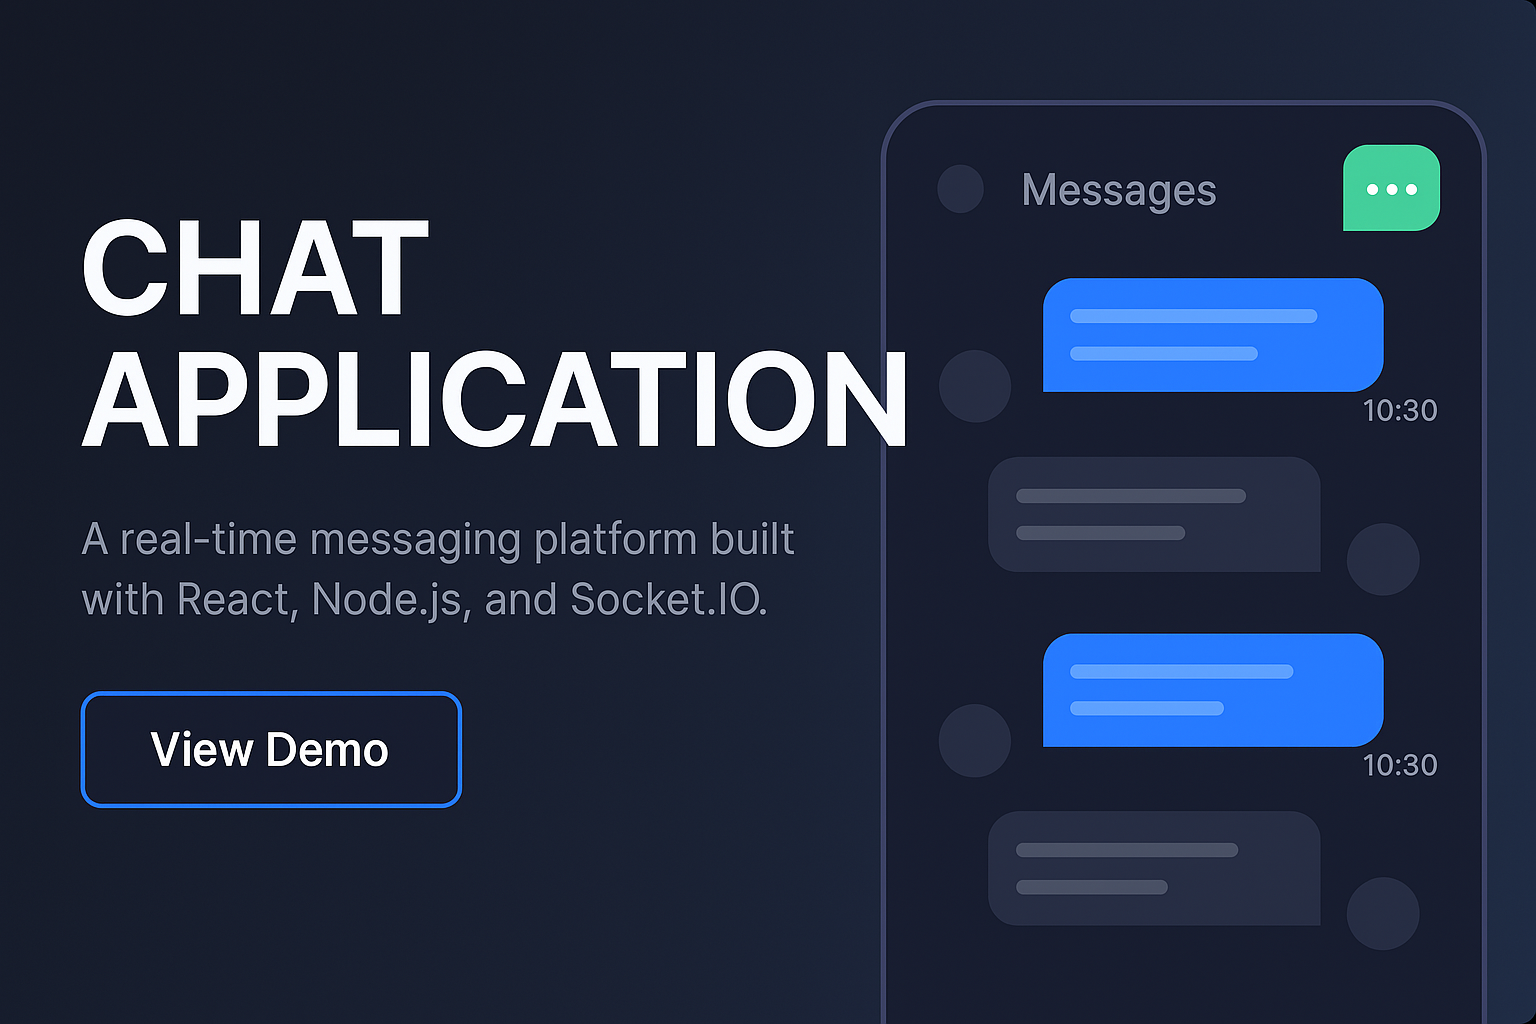 CHAT
APPLICATION
A real-time messaging platform built
with React, Node.js, and Socket.IO.
View Demo
Messages
10:30
10:30